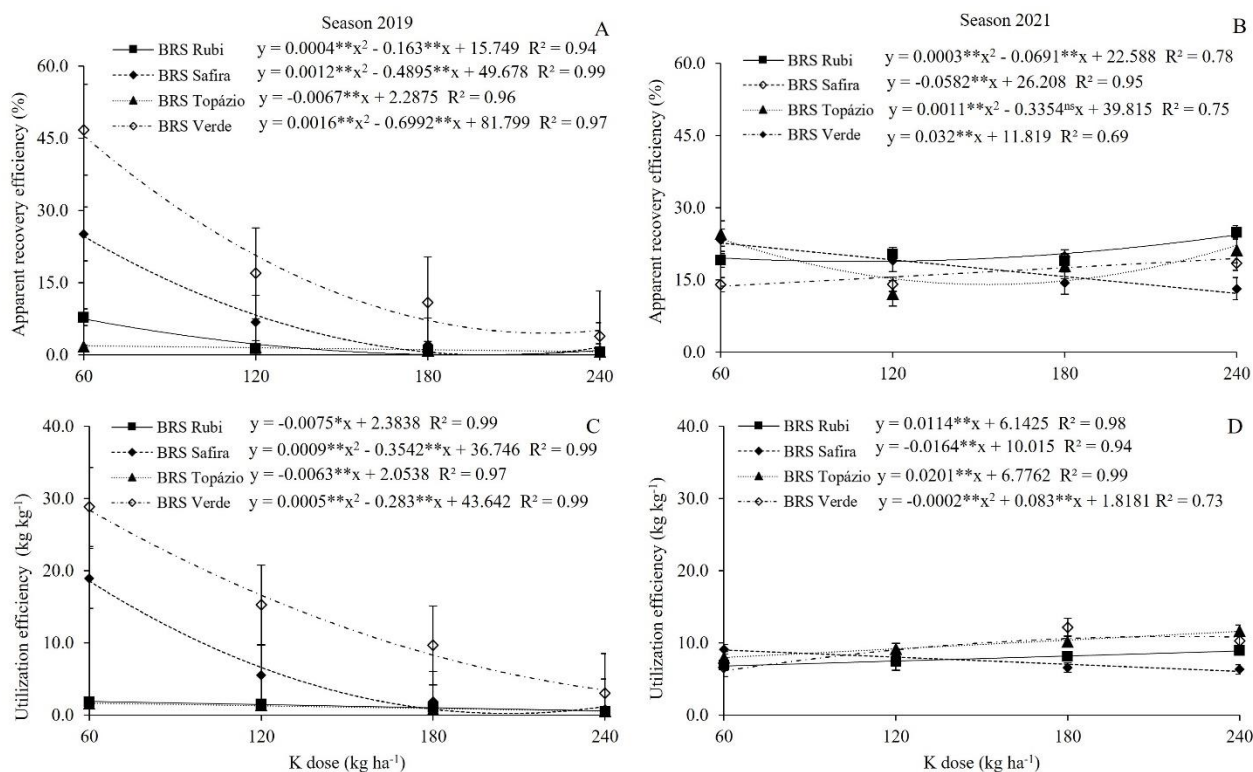 Season 2019
A
BRS Rubi y = 0.0004**x² - 0.163**x + 15.749 R² = 0.94
BRS Safira y = 0.0012**x² - 0.4895**x + 49.678 R² = 0.99
BRS Topázio y = -0.0067**x + 2.2875 R² = 0.96
BRS Verde y = 0.0016**x² - 0.6992**x + 81.799 R² = 0.97
Apparent recovery efficiency (%)
60.0
45.0
30.0
15.0
0.0
60 120 180 240
Season 2021
B
BRS Rubi y = 0.0003**x² - 0.0691**x + 22.588 R² = 0.78
BRS Safira y = -0.0582**x + 26.208 R² = 0.95
BRS Topázio y = 0.0011**x² - 0.3354ⁿˢx + 39.815 R² = 0.75
BRS Verde y = 0.032**x + 11.819 R² = 0.69
Apparent recovery efficiency (%)
60.0
45.0
30.0
15.0
0.0
60 120 180 240
C
BRS Rubi y = -0.0075*x + 2.3838 R² = 0.99
BRS Safira y = 0.0009**x² - 0.3542**x + 36.746 R² = 0.99
BRS Topázio y = -0.0063**x + 2.0538 R² = 0.97
BRS Verde y = 0.0005**x² - 0.283**x + 43.642 R² = 0.99
Utilization efficiency (kg kg⁻¹)
40.0
30.0
20.0
10.0
0.0
60 120 180 240
K dose (kg ha⁻¹)
D
BRS Rubi y = 0.0114**x + 6.1425 R² = 0.98
BRS Safira y = -0.0164**x + 10.015 R² = 0.94
BRS Topázio y = 0.0201**x + 6.7762 R² = 0.99
BRS Verde y = -0.0002**x² + 0.083**x + 1.8181 R² = 0.73
Utilization efficiency (kg kg⁻¹)
40.0
30.0
20.0
10.0
0.0
60 120 180 240
K dose (kg ha⁻¹)